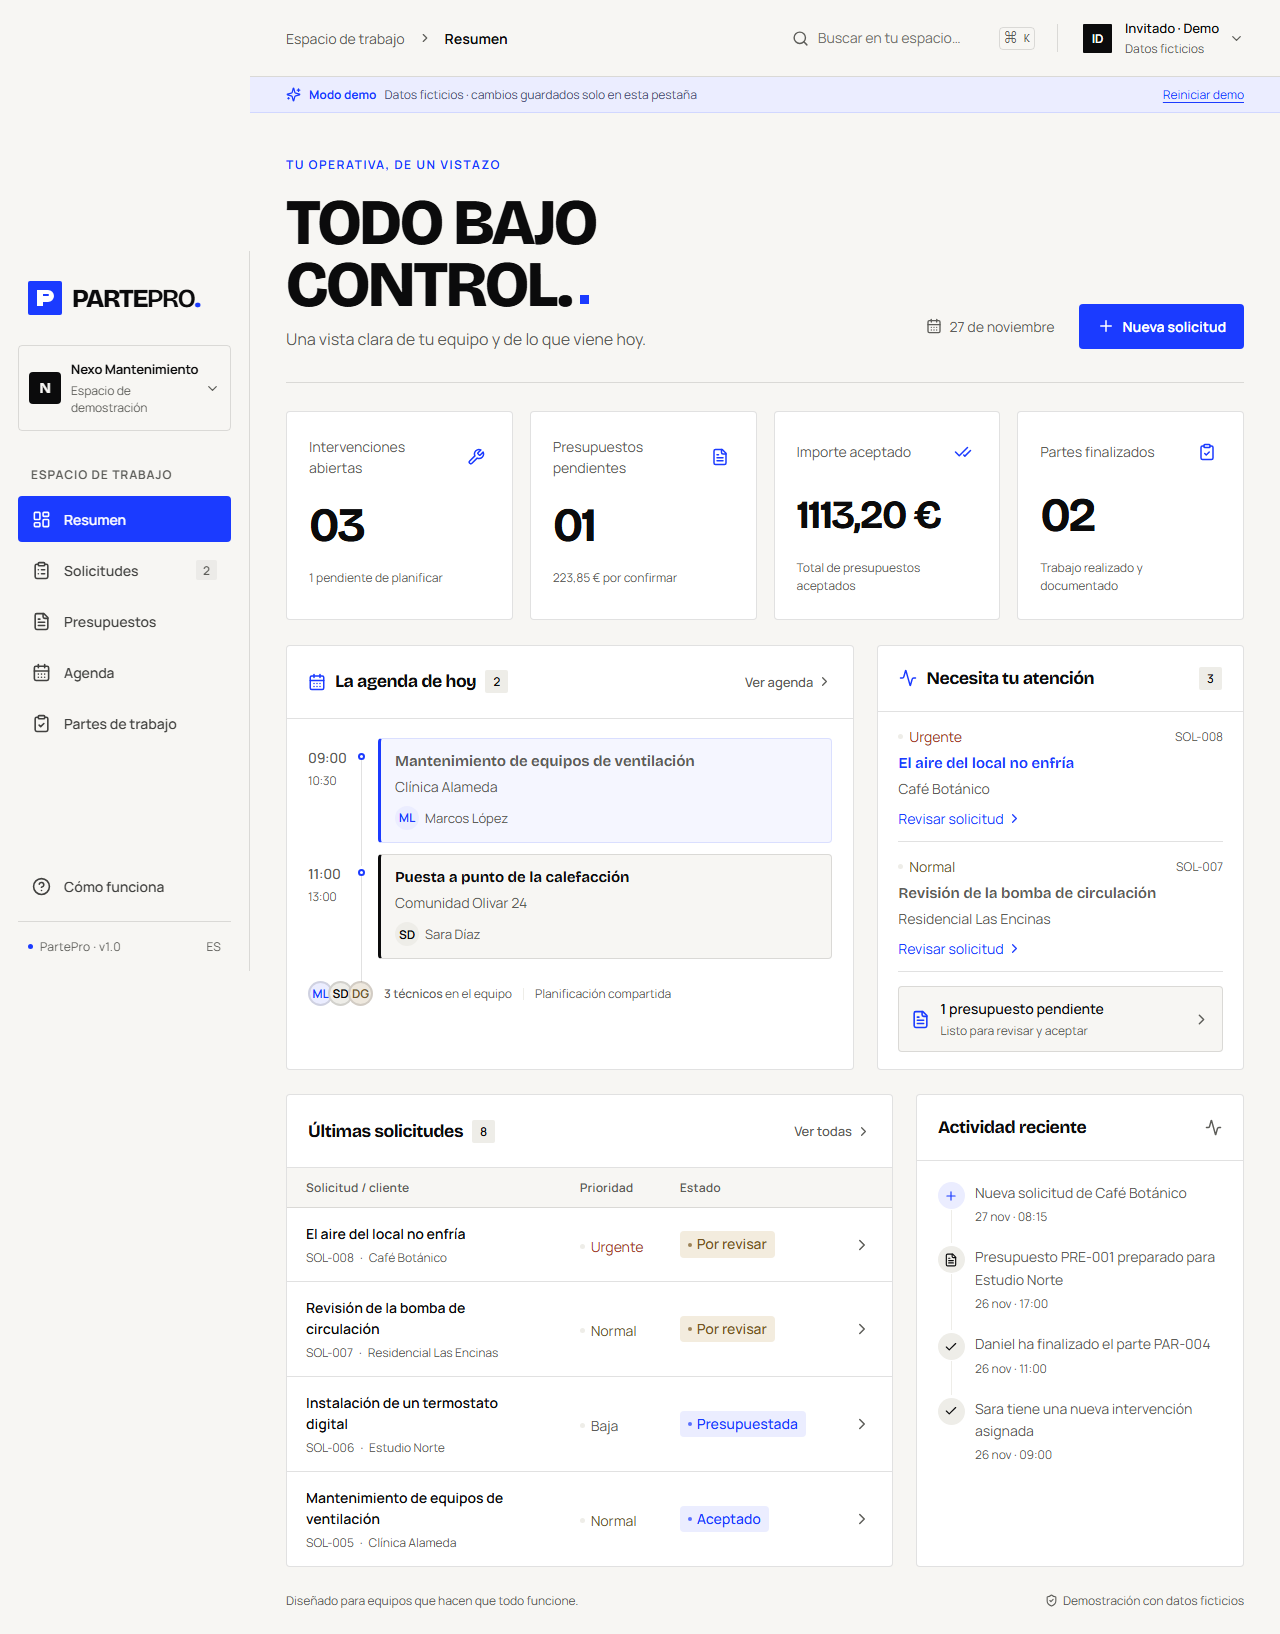 Espacio de trabajo
Resumen
Buscar en tu espacio...
⌘ K
ID
Invitado · Demo
Datos ficticios
Modo demo
Datos ficticios · cambios guardados solo en esta pestaña
Reiniciar demo
PARTEPRO.
N
Nexo Mantenimiento
Espacio de
demostración
ESPACIO DE TRABAJO
Resumen
Solicitudes
2
Presupuestos
Agenda
Partes de trabajo
Cómo funciona
PartePro · v1.0
ES
TU OPERATIVA, DE UN VISTAZO
TODO BAJO
CONTROL..
Una vista clara de tu equipo y de lo que viene hoy.
27 de noviembre
Nueva solicitud
Intervenciones
abiertas
03
1 pendiente de planificar
Presupuestos
pendientes
01
223,85 € por confirmar
Importe aceptado
1113,20 €
Total de presupuestos
aceptados
Partes finalizados
02
Trabajo realizado y
documentado
La agenda de hoy
2
Ver agenda
09:00
10:30
Mantenimiento de equipos de ventilación
Clínica Alameda
ML
Marcos López
11:00
13:00
Puesta a punto de la calefacción
Comunidad Olivar 24
SD
Sara Díaz
ML
SD
DG
3 técnicos en el equipo
Planificación compartida
Necesita tu atención
3
Urgente
SOL-008
El aire del local no enfría
Café Botánico
Revisar solicitud
Normal
SOL-007
Revisión de la bomba de circulación
Residencial Las Encinas
Revisar solicitud
1 presupuesto pendiente
Listo para revisar y aceptar
Últimas solicitudes
8
Ver todas
Solicitud / cliente
Prioridad
Estado
El aire del local no enfría
SOL-008 · Café Botánico
Urgente
Por revisar
Revisión de la bomba de
circulación
SOL-007 · Residencial Las Encinas
Normal
Por revisar
Instalación de un termostato
digital
SOL-006 · Estudio Norte
Baja
Presupuestada
Mantenimiento de equipos de
ventilación
SOL-005 · Clínica Alameda
Normal
Aceptado
Actividad reciente
Nueva solicitud de Café Botánico
27 nov · 08:15
Presupuesto PRE-001 preparado para
Estudio Norte
26 nov · 17:00
Daniel ha finalizado el parte PAR-004
26 nov · 11:00
Sara tiene una nueva intervención
asignada
26 nov · 09:00
Diseñado para equipos que hacen que todo funcione.
Demostración con datos ficticios